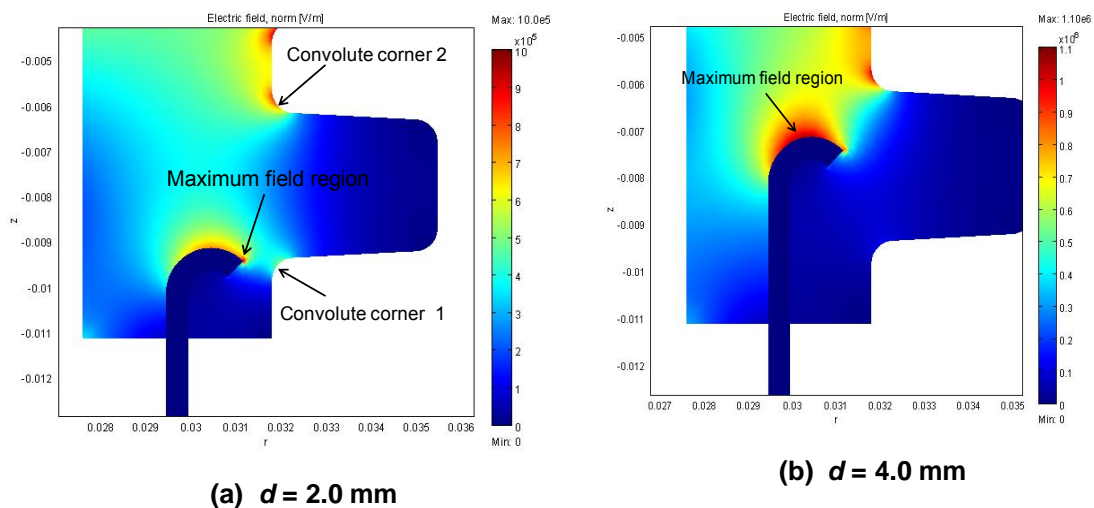 Electric field, norm [V/m]
Max: 10.0e5
x10⁵
10
9
8
7
6
5
4
3
2
1
0
Min: 0
-0.005
-0.006
-0.007
-0.008
-0.009
-0.01
-0.011
-0.012
z
0.028 0.029 0.03 0.031 0.032 0.033 0.034 0.035 0.036
r
Convolute corner 2
Maximum field region
Convolute corner 1
(a) d = 2.0 mm
Electric field, norm [V/m]
Max: 1.10e6
x10⁶
1.1
1
0.9
0.8
0.7
0.6
0.5
0.4
0.3
0.2
0.1
0
Min: 0
-0.005
-0.006
-0.007
-0.008
-0.009
-0.01
-0.011
-0.012
z
0.027 0.028 0.029 0.03 0.031 0.032 0.033 0.034 0.035
r
Maximum field region
(b) d = 4.0 mm